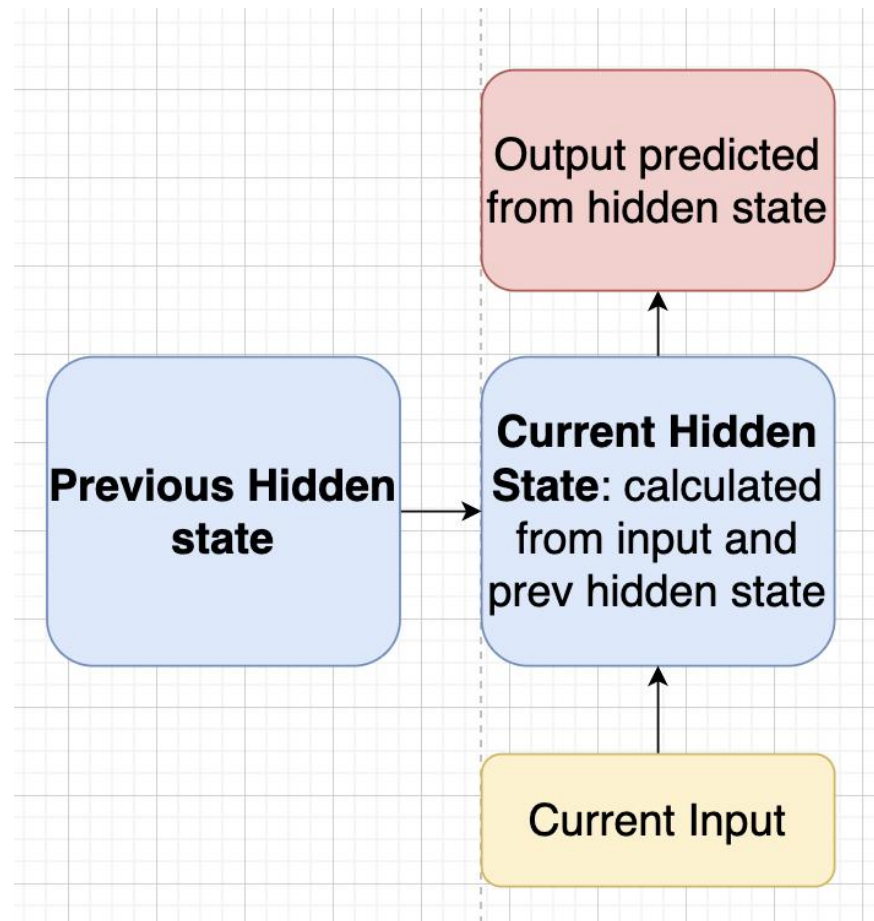 Output predicted
from hidden state
Previous Hidden
state
Current Hidden
State: calculated
from input and
prev hidden state
Current Input